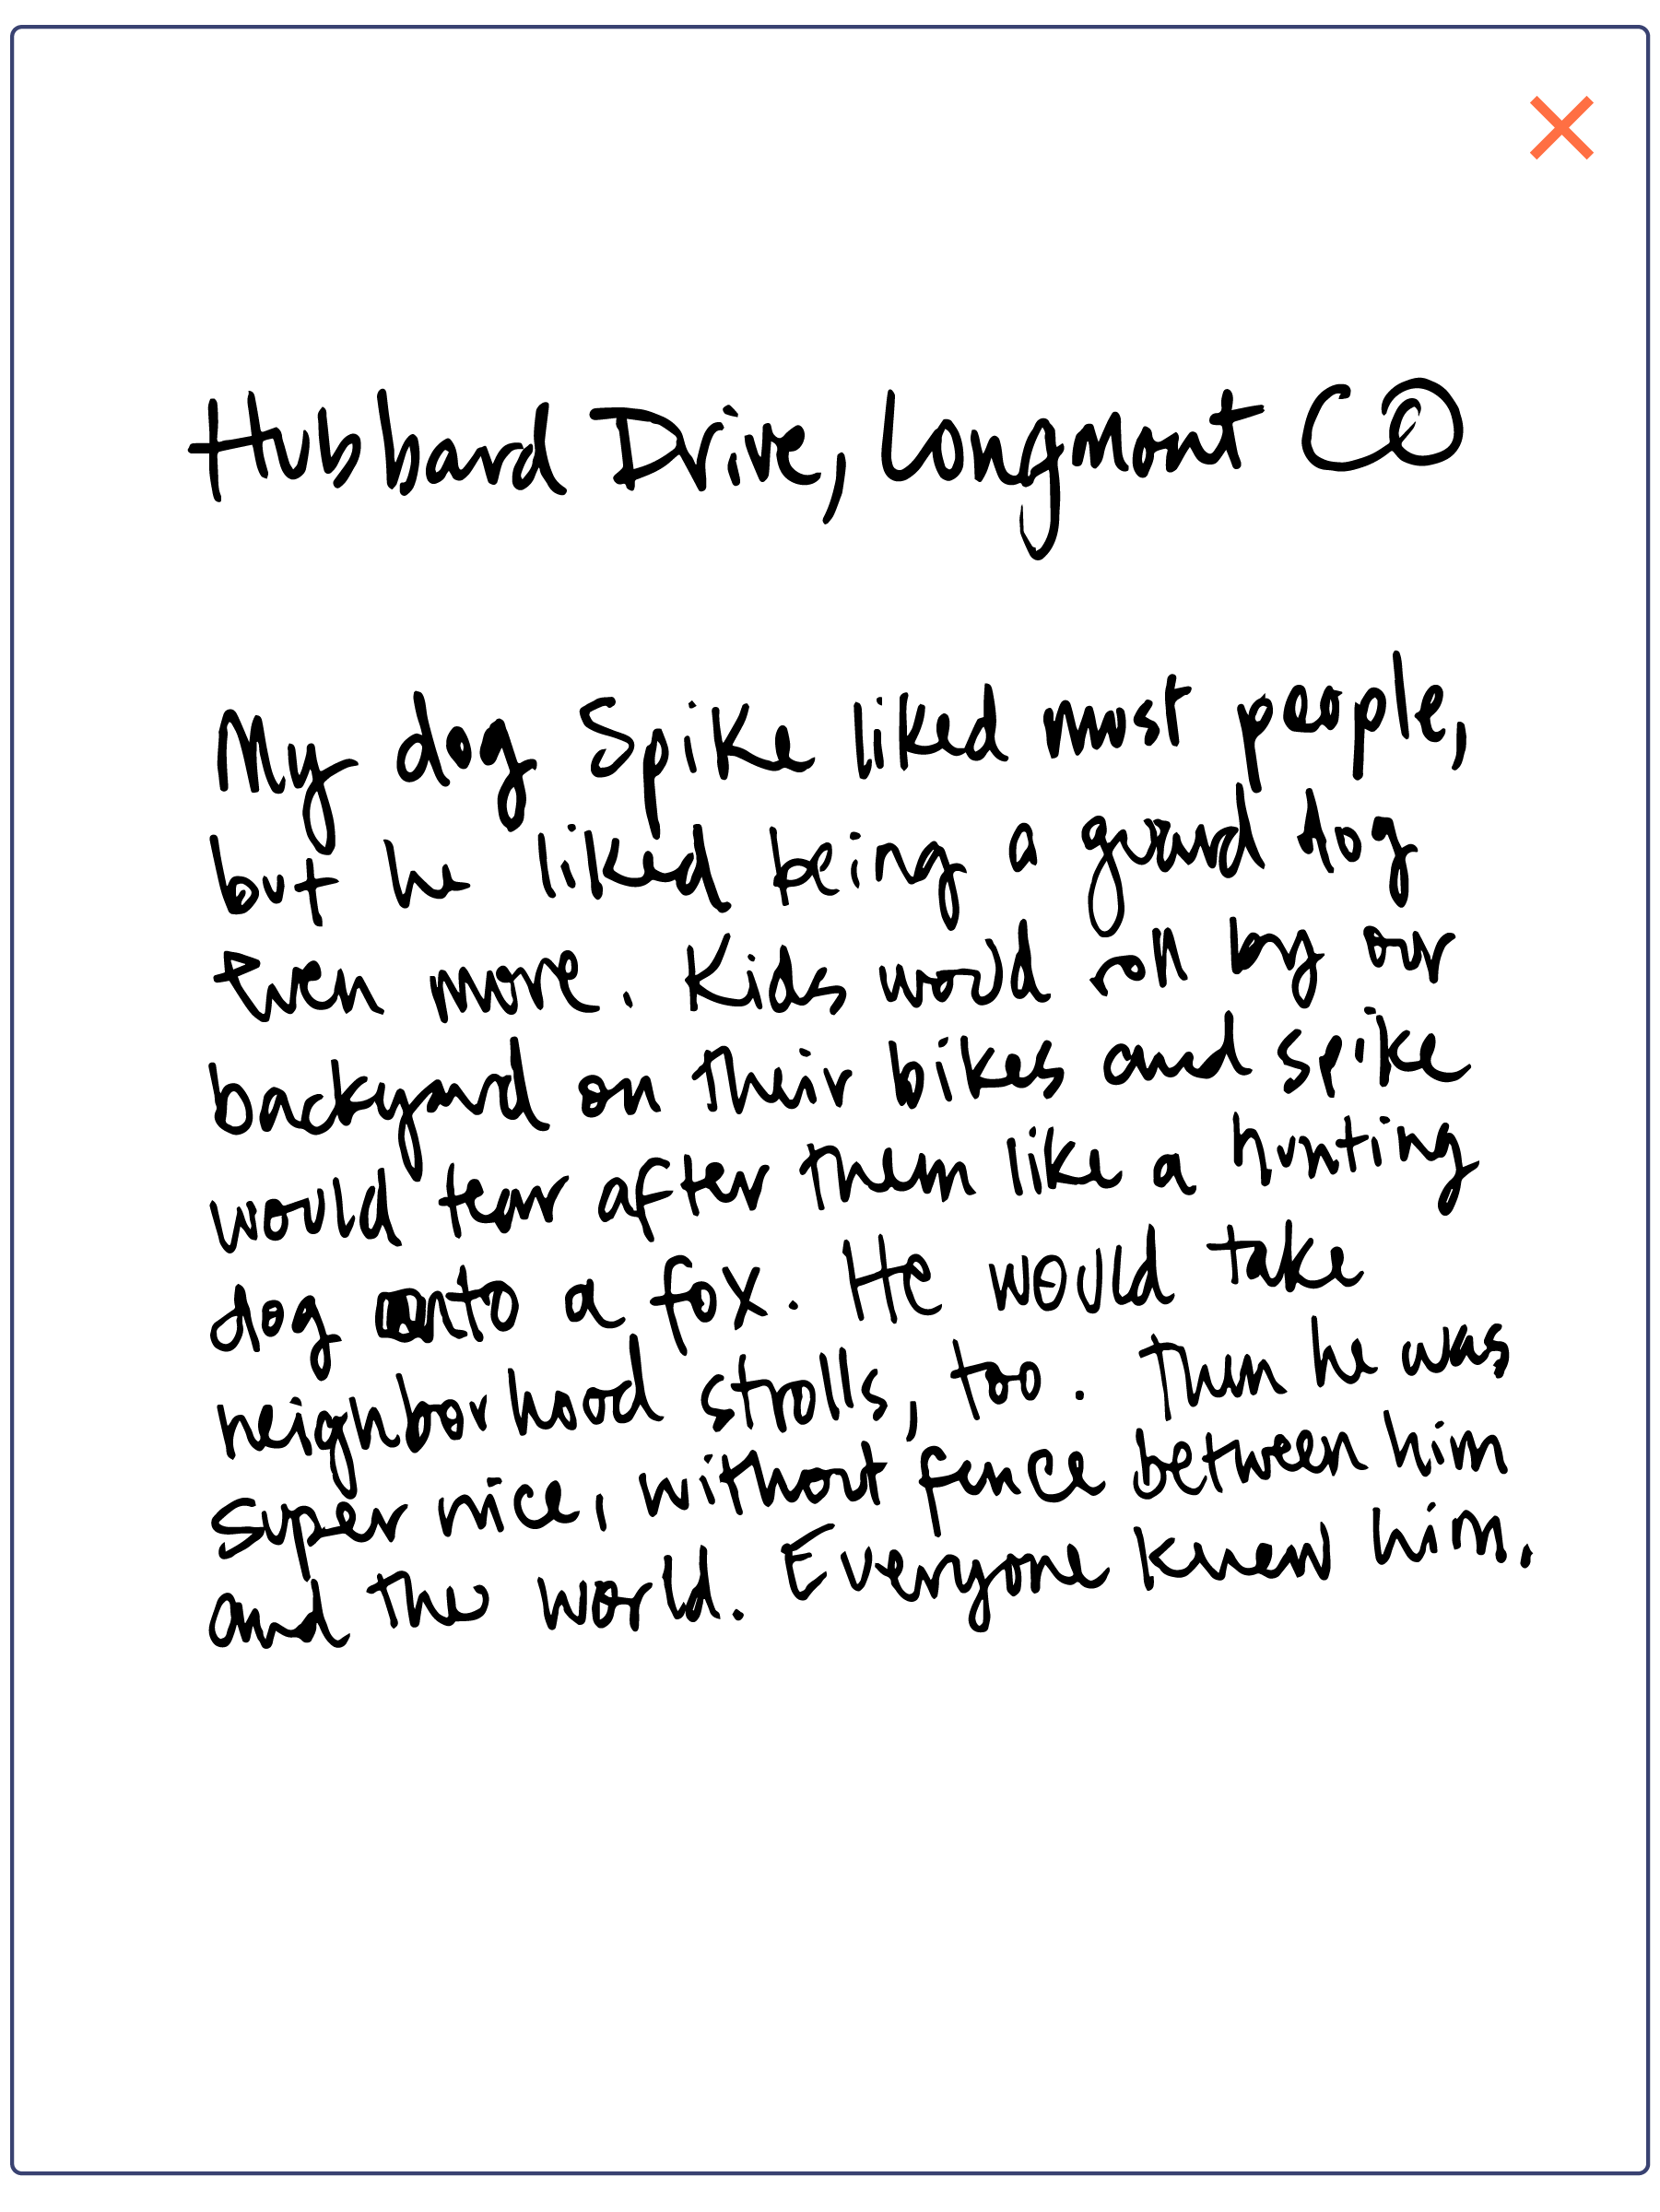 Hubbard Drive, Longmont CO
My dog Spike liked most people,
but he liked being a guard dog
even more. Kids would roll by our
backyard on their bikes and spike
would tear after them like a hunting
dog onto a fox. He would take
neighborhood strolls, too. Then he was
super nice, without fence between him
and the world. Everyone knew him.